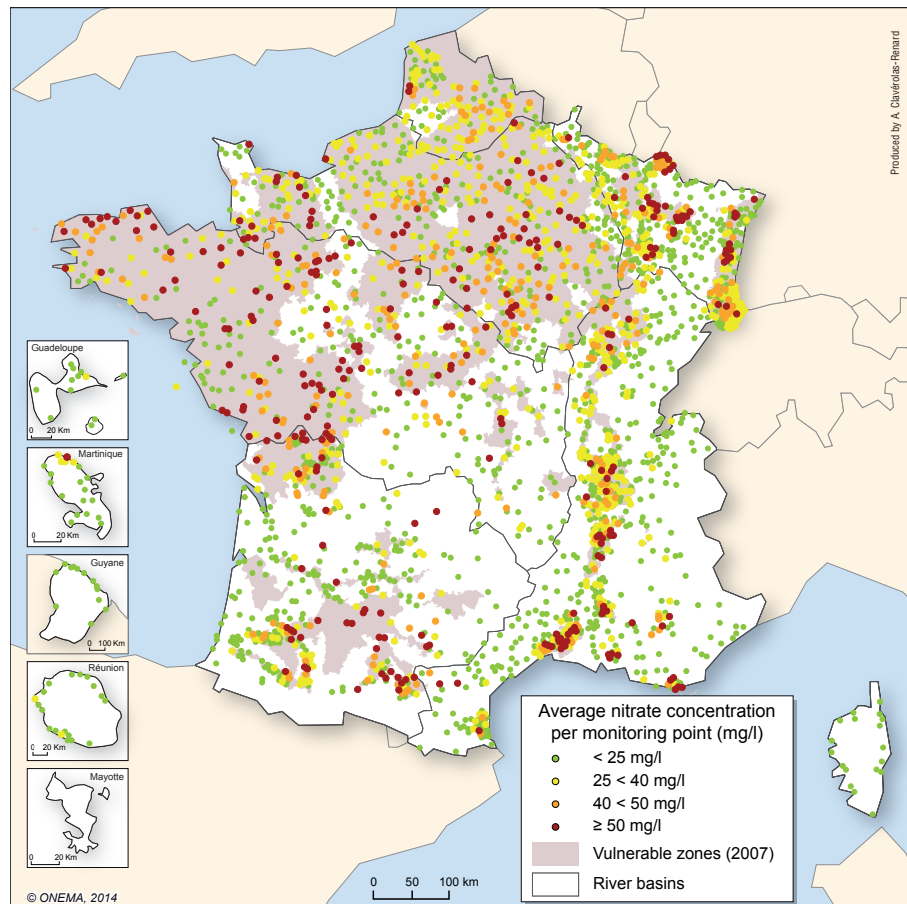 Produced by A. Clavérolas-Renard
Guadeloupe
0 20 Km
Martinique
0 20 Km
Guyane
0 100 Km
Réunion
0 20 Km
Mayotte
0 20 Km
Average nitrate concentration
per monitoring point (mg/l)
< 25 mg/l
25 < 40 mg/l
40 < 50 mg/l
≥ 50 mg/l
Vulnerable zones (2007)
River basins
0 50 100 km
© ONEMA, 2014